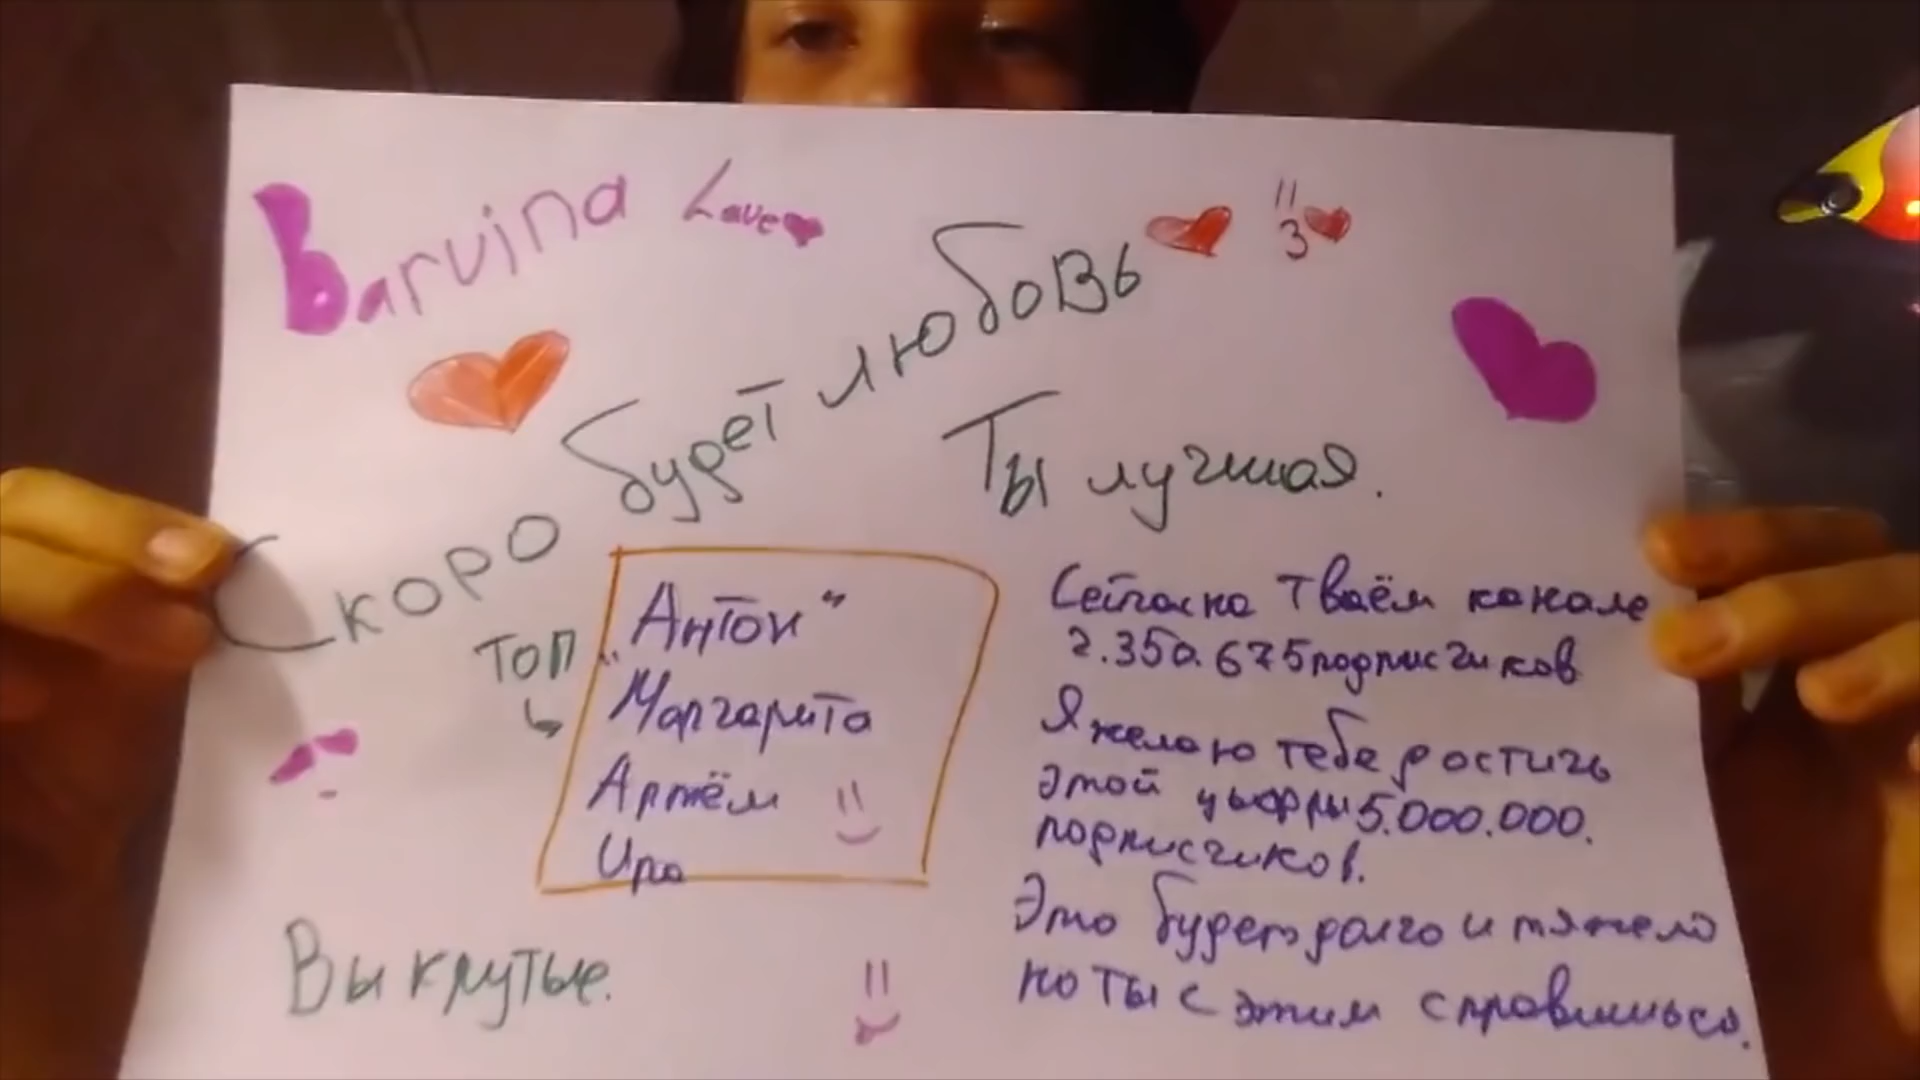 Barvina Love
Скоро будет любовь
Ты лучшая.
ТОП
"Антон"
Маргарита
Артём
Ира
Вы крутые.
Сейчас на твоём канале
2.350.675 подписчиков
Я желаю тебе достичь
этой цыфры 5.000.000.
подписчиков.
Это будет долго и тяжело
но ты с этим справишься.